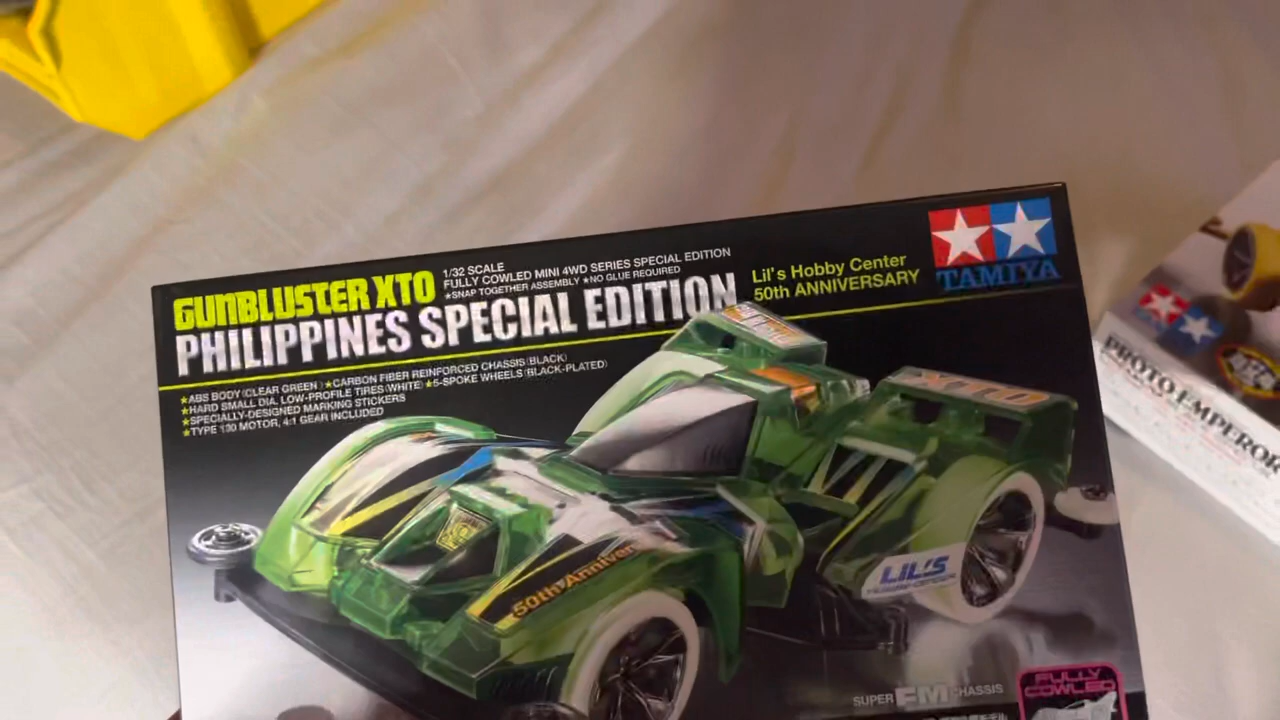 GUNBLUSTER XTO
1/32 SCALE
FULLY COWLED MINI 4WD SERIES SPECIAL EDITION
★SNAP TOGETHER ASSEMBLY ★NO GLUE REQUIRED
PHILIPPINES SPECIAL EDITION
Lil's Hobby Center
50th ANNIVERSARY
TAMIYA
★ABS BODY (CLEAR GREEN) ★CARBON FIBER REINFORCED CHASSIS (BLACK)
★HARD SMALL DIA. LOW-PROFILE TIRES (WHITE) ★5-SPOKE WHEELS (BLACK-PLATED)
★SPECIALLY-DESIGNED MARKING STICKERS
★TYPE 130 MOTOR, 4:1 GEAR INCLUDED
XTO
50th Anniver
LIL'S
SUPER FM CHASSIS
FULLY
COWLED
PROTO EMPEROR